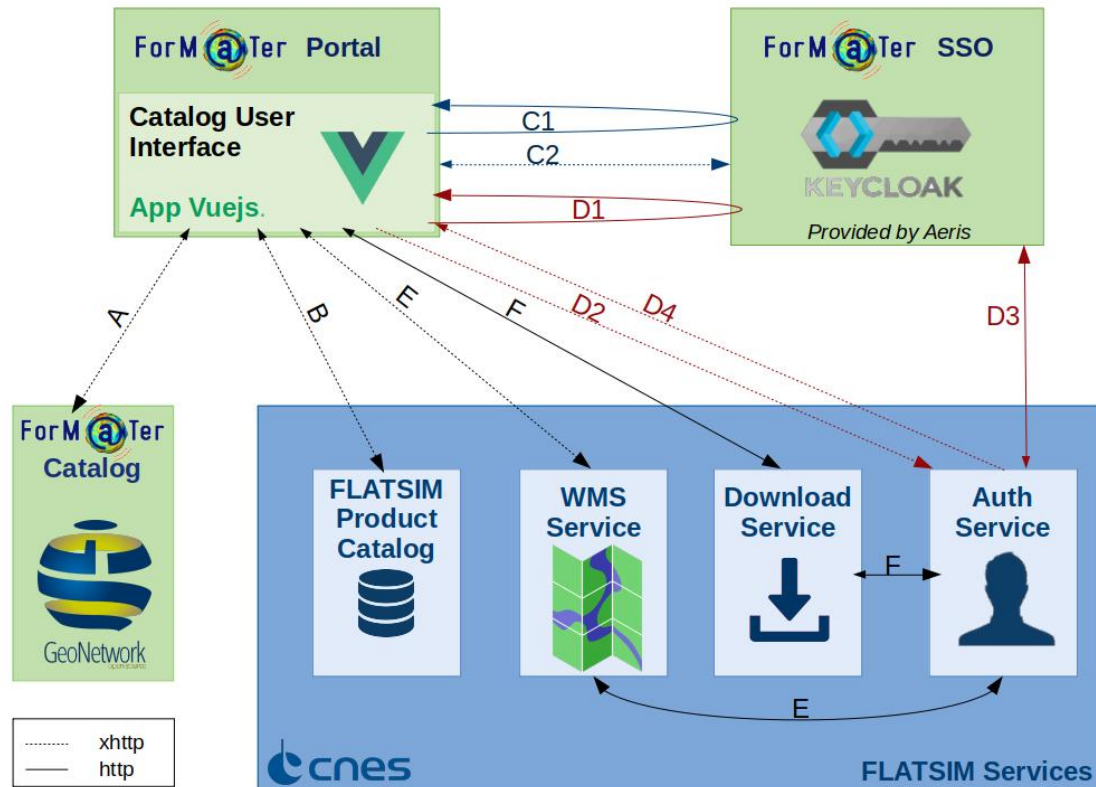 ForM@Ter Portal
Catalog User
Interface
App Vuejs.
ForM@Ter SSO
KEYCLOAK
Provided by Aeris
C1
C2
D1
A
B
E
F
D2
D4
D3
ForM@Ter
Catalog
GeoNetwork
xhttp
http
FLATSIM
Product
Catalog
WMS
Service
Download
Service
Auth
Service
F
E
cnes
FLATSIM Services